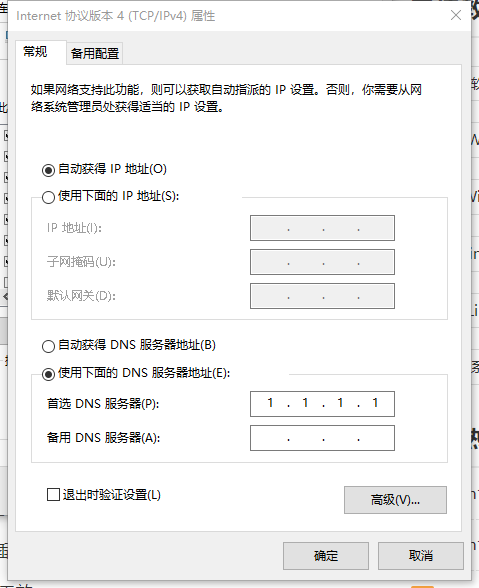 Internet 协议版本 4 (TCP/IPv4) 属性
常规
备用配置
如果网络支持此功能，则可以获取自动指派的 IP 设置。否则，你需要从网
络系统管理员处获得适当的 IP 设置。
自动获得 IP 地址(O)
使用下面的 IP 地址(S):
IP 地址(I):
. . .
子网掩码(U):
. . .
默认网关(D):
. . .
自动获得 DNS 服务器地址(B)
使用下面的 DNS 服务器地址(E):
首选 DNS 服务器(P):
1 . 1 . 1 . 1
备用 DNS 服务器(A):
. . .
退出时验证设置(L)
高级(V)...
确定
取消